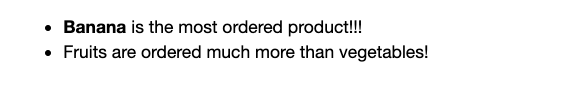 • Banana is the most ordered product!!!
• Fruits are ordered much more than vegetables!